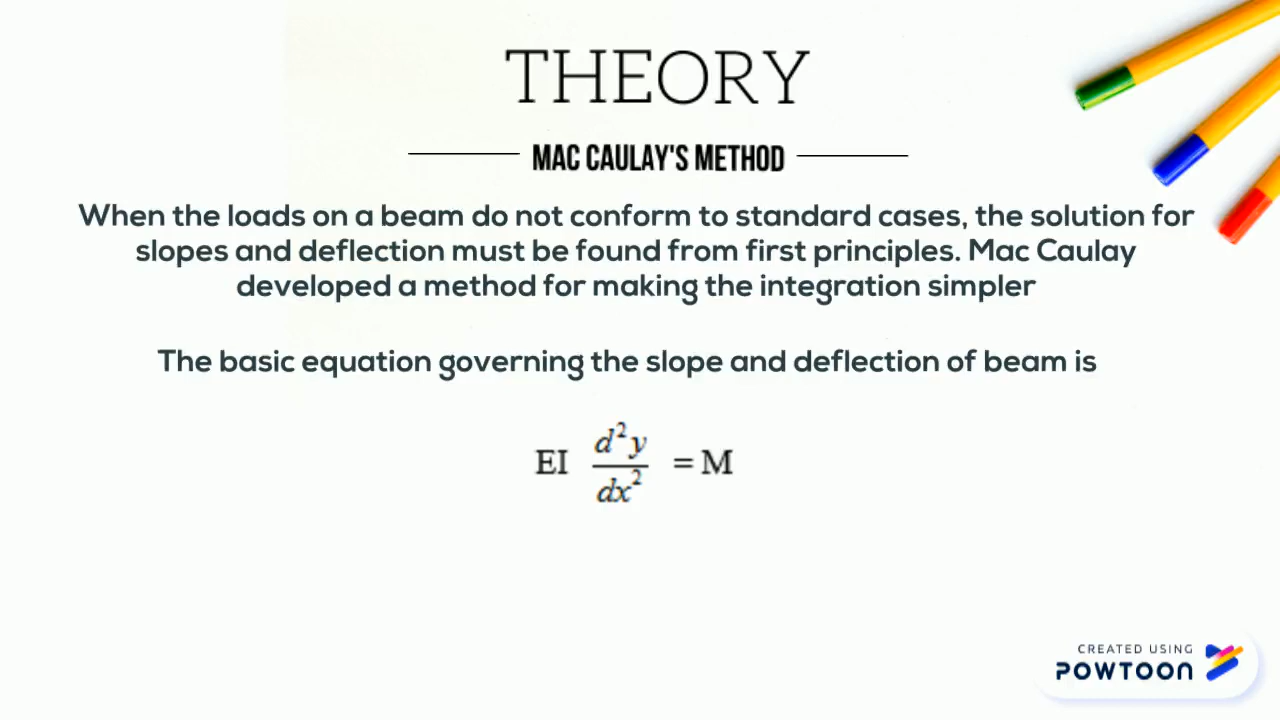 THEORY
MAC CAULAY'S METHOD
When the loads on a beam do not conform to standard cases, the solution for
slopes and deflection must be found from first principles. Mac Caulay
developed a method for making the integration simpler
The basic equation governing the slope and deflection of beam is
EI d²y/dx² = M
CREATED USING
POWTOON